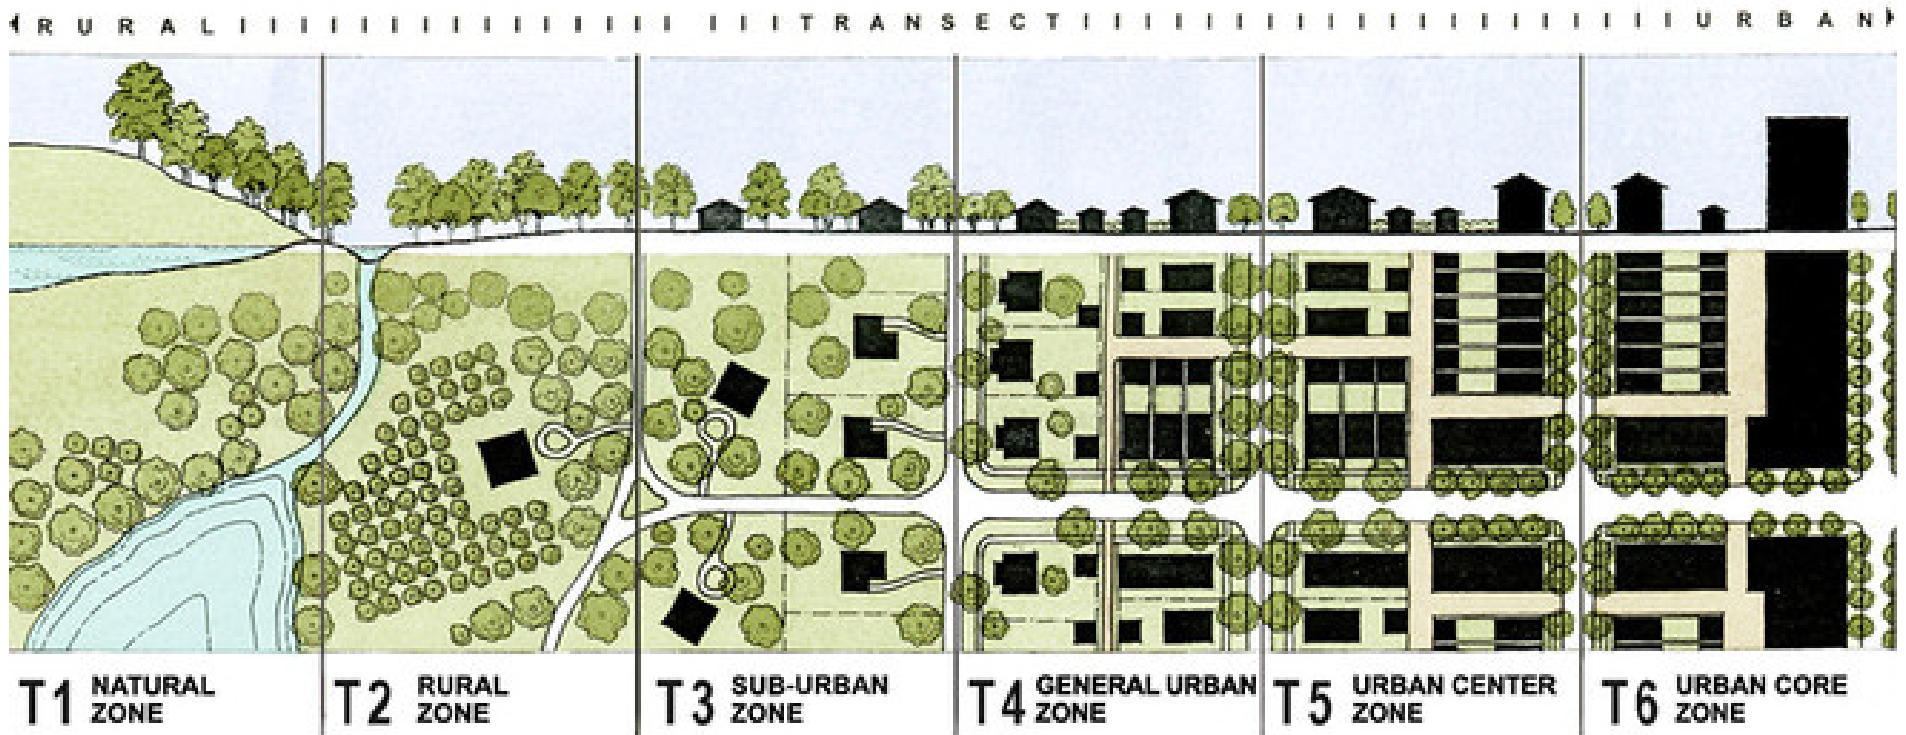 RURAL I I I I I I I I I I I I I I I I I TRANSECT I I I I I I I I I I I I I I I I I I I URBAN
T1 NATURAL ZONE
T2 RURAL ZONE
T3 SUB-URBAN ZONE
T4 GENERAL URBAN ZONE
T5 URBAN CENTER ZONE
T6 URBAN CORE ZONE